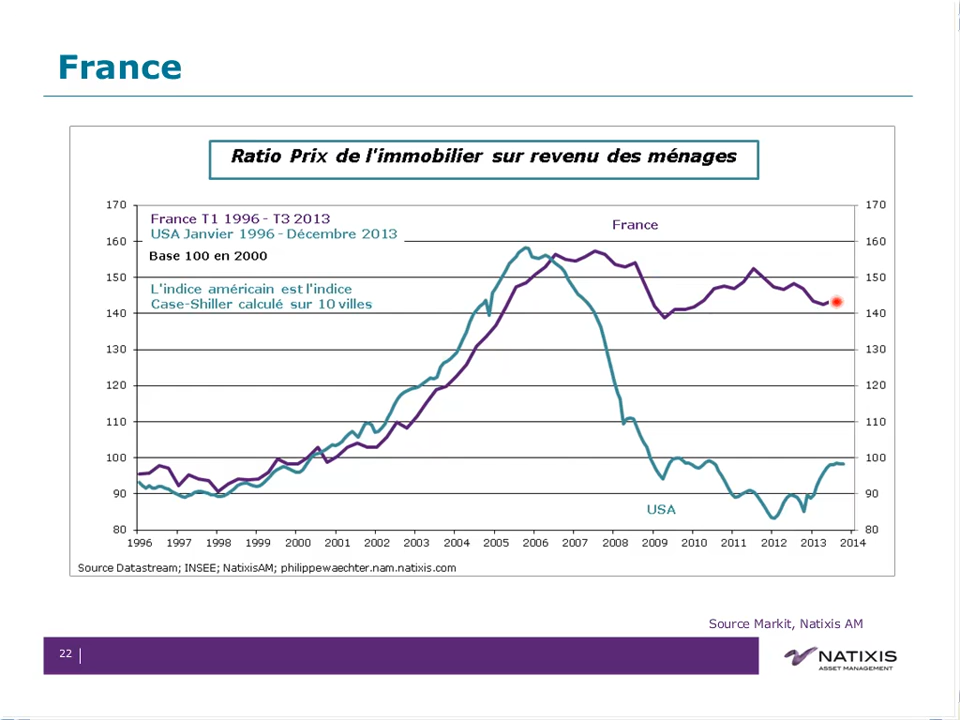 France
Ratio Prix de l'immobilier sur revenu des ménages
170
160
150
140
130
120
110
100
90
80
France T1 1996 - T3 2013
USA Janvier 1996 - Décembre 2013
Base 100 en 2000
L'indice américain est l'indice
Case-Shiller calculé sur 10 villes
France
USA
170
160
150
140
130
120
110
100
90
80
1996 1997 1998 1999 2000 2001 2002 2003 2004 2005 2006 2007 2008 2009 2010 2011 2012 2013 2014
Source Datastream; INSEE; NatixisAM; philippewaechter.nam.natixis.com
Source Markit, Natixis AM
22
NATIXIS
ASSET MANAGEMENT